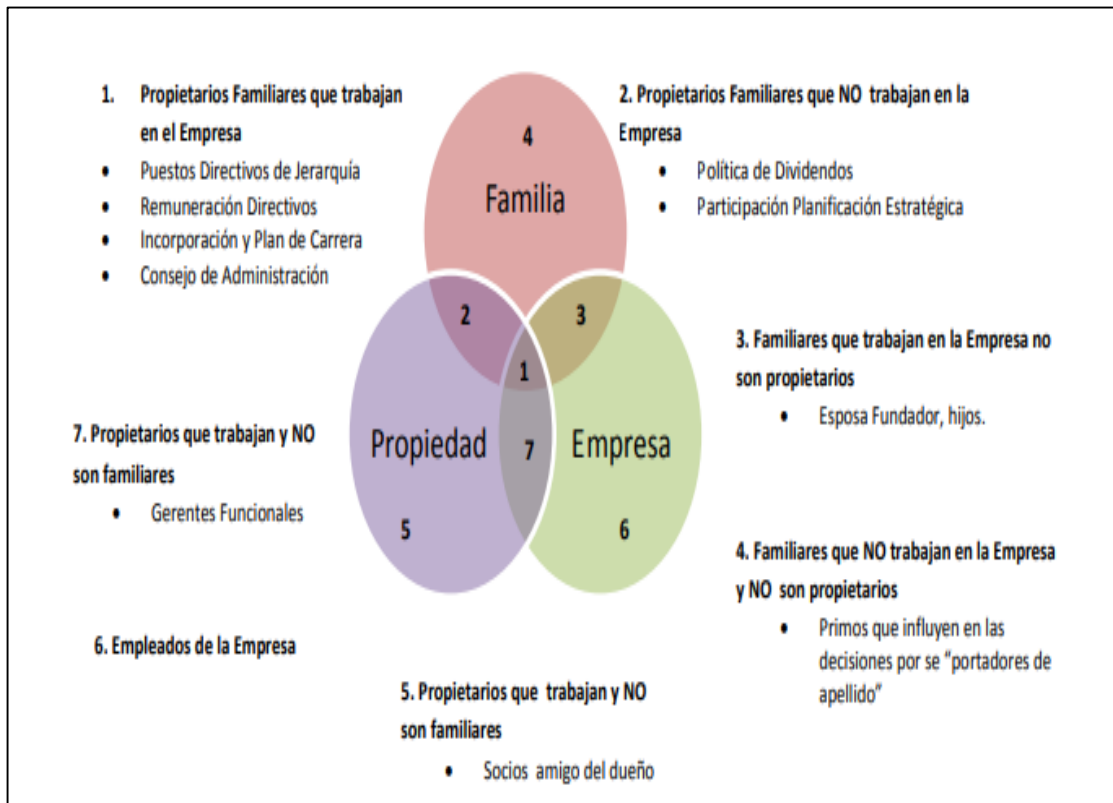 1. Propietarios Familiares que trabajan
en el Empresa
• Puestos Directivos de Jerarquía
• Remuneración Directivos
• Incorporación y Plan de Carrera
• Consejo de Administración
2. Propietarios Familiares que NO trabajan en la
Empresa
• Política de Dividendos
• Participación Planificación Estratégica
4
Familia
2
3
1
Propiedad
7
Empresa
5
6
3. Familiares que trabajan en la Empresa no
son propietarios
• Esposa Fundador, hijos.
7. Propietarios que trabajan y NO
son familiares
• Gerentes Funcionales
4. Familiares que NO trabajan en la Empresa
y NO son propietarios
• Primos que influyen en las
decisiones por se “portadores de
apellido”
6. Empleados de la Empresa
5. Propietarios que trabajan y NO
son familiares
• Socios amigo del dueño